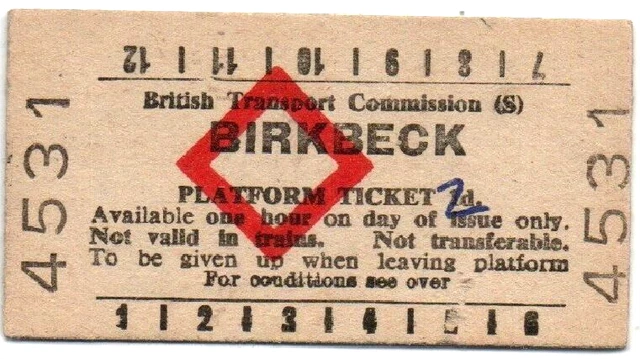 12 | 11 | 10 | 9 | 8 | 7
British Transport Commission (S)
BIRKBECK
PLATFORM TICKET 2d.
Available one hour on day of issue only.
Not valid in trains. Not transferable.
To be given up when leaving platform
For conditions see over
1 | 2 | 3 | 4 | 5 | 6
4531
4531